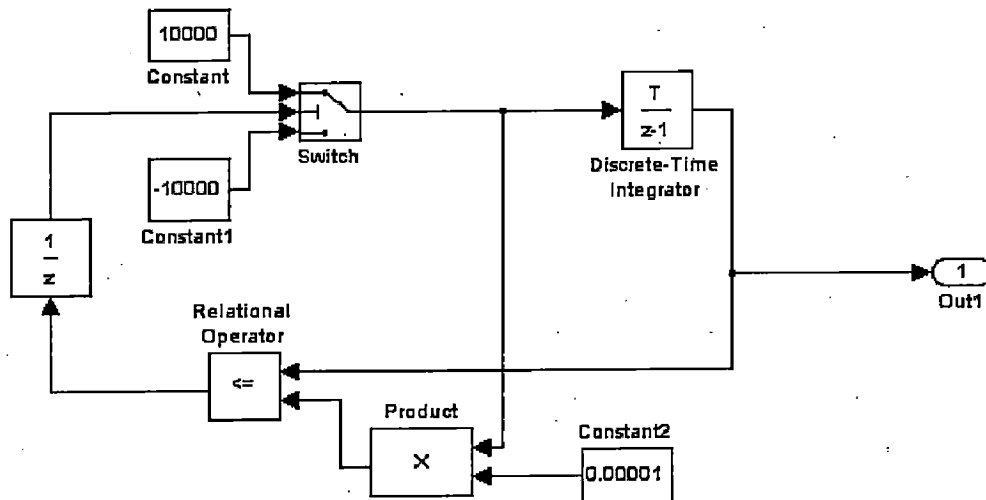 10000
Constant
Switch
-10000
Constant1
T
z-1
Discrete-Time
Integrator
1
z
1
Out1
Relational
Operator
<=
Product
X
Constant2
0.00001